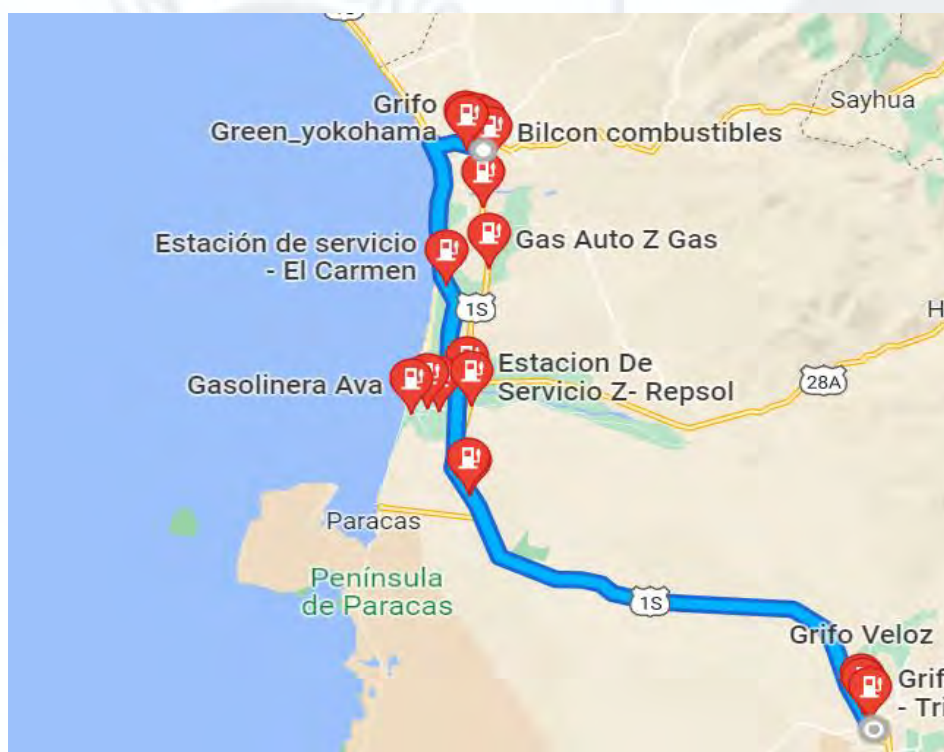 Grifo
Green_yokohama
Bilcon combustibles
Sayhua
Estación de servicio
- El Carmen
Gas Auto Z Gas
1S
H
Gasolinera Ava
Estacion De
Servicio Z- Repsol
28A
Paracas
Península
de Paracas
1S
Grifo Veloz
Grif
- Tri